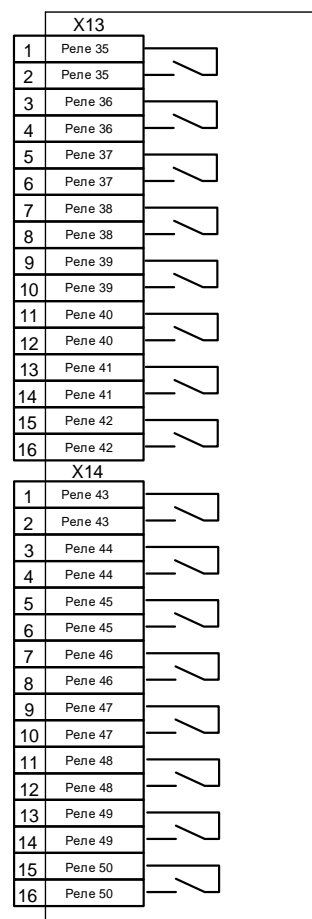 X13
1 Реле 35
2 Реле 35
3 Реле 36
4 Реле 36
5 Реле 37
6 Реле 37
7 Реле 38
8 Реле 38
9 Реле 39
10 Реле 39
11 Реле 40
12 Реле 40
13 Реле 41
14 Реле 41
15 Реле 42
16 Реле 42
X14
1 Реле 43
2 Реле 43
3 Реле 44
4 Реле 44
5 Реле 45
6 Реле 45
7 Реле 46
8 Реле 46
9 Реле 47
10 Реле 47
11 Реле 48
12 Реле 48
13 Реле 49
14 Реле 49
15 Реле 50
16 Реле 50